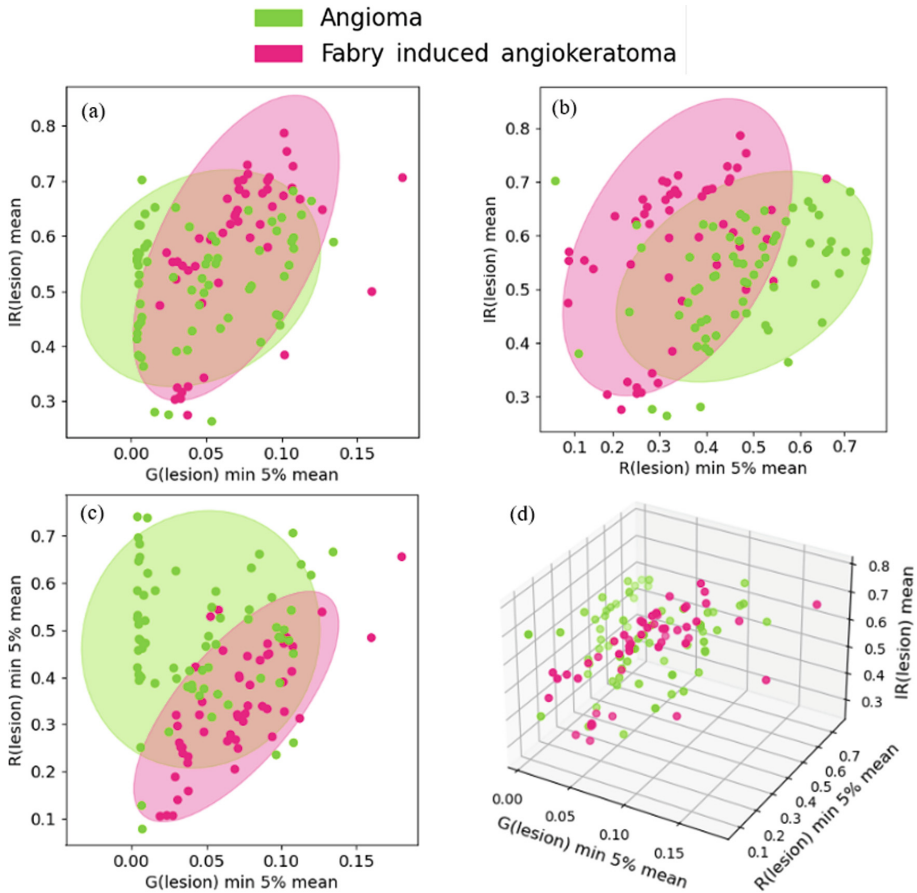 Angioma
Fabry induced angiokeratoma
(a)
0.8
0.7
0.6
0.5
0.4
0.3
IR(lesion) mean
0.00 0.05 0.10 0.15
G(lesion) min 5% mean
(b)
0.8
0.7
0.6
0.5
0.4
0.3
IR(lesion) mean
0.1 0.2 0.3 0.4 0.5 0.6 0.7
R(lesion) min 5% mean
(c)
0.7
0.6
0.5
0.4
0.3
0.2
0.1
R(lesion) min 5% mean
0.00 0.05 0.10 0.15
G(lesion) min 5% mean
(d)
0.8
0.7
0.6
0.5
0.4
0.3
IR(lesion) mean
0.7
0.6
0.5
0.4
0.3
0.2
0.1
R(lesion) min 5% mean
0.00 0.05 0.10 0.15
G(lesion) min 5% mean